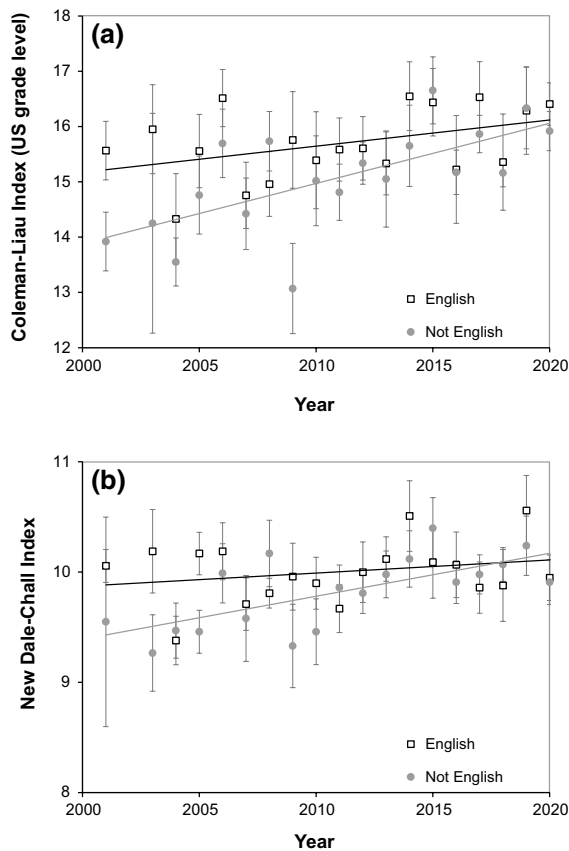 (a)
Coleman-Liau Index (US grade level)
18
17
16
15
14
13
12
English
Not English
2000
2005
2010
2015
2020
Year
(b)
New Dale-Chall Index
11
10
9
8
English
Not English
2000
2005
2010
2015
2020
Year